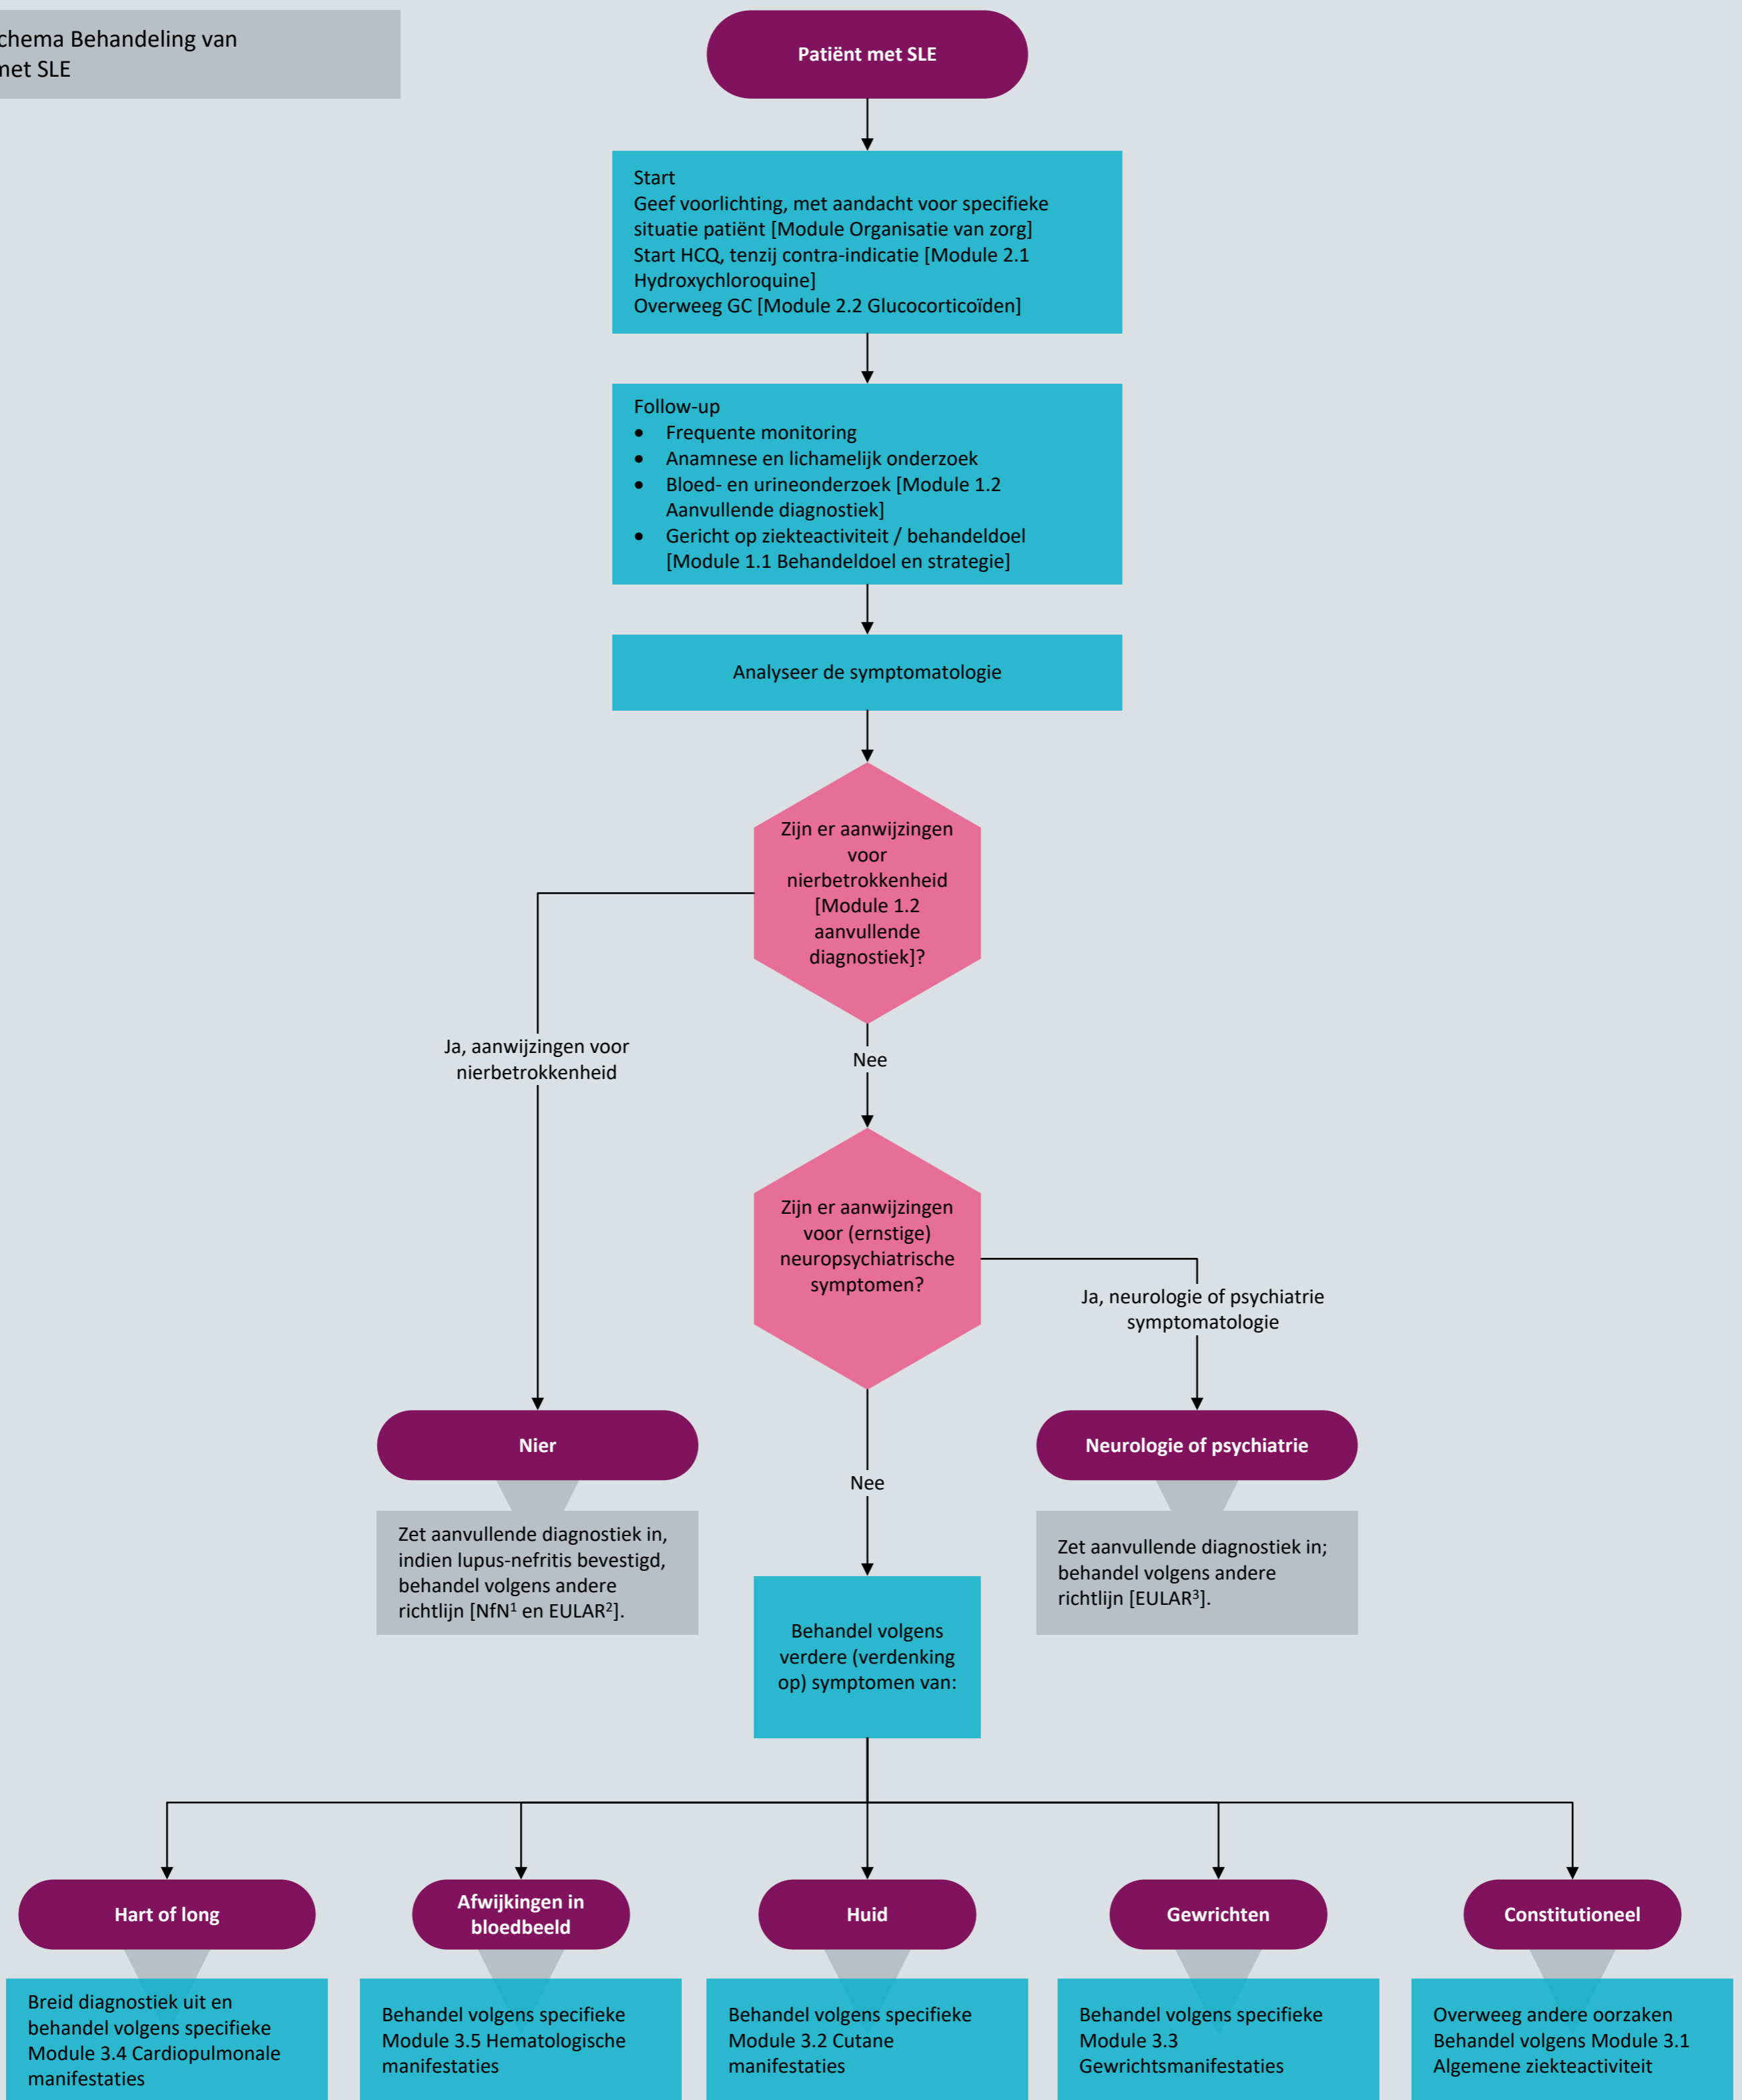 chema Behandeling van
met SLE
Patiënt met SLE
Start
Geef voorlichting, met aandacht voor specifieke
situatie patiënt [Module Organisatie van zorg]
Start HCQ, tenzij contra-indicatie [Module 2.1
Hydroxychloroquine]
Overweeg GC [Module 2.2 Glucocorticoïden]
Follow-up
• Frequente monitoring
• Anamnese en lichamelijk onderzoek
• Bloed- en urineonderzoek [Module 1.2
Aanvullende diagnostiek]
• Gericht op ziekteactiviteit / behandeldoel
[Module 1.1 Behandeldoel en strategie]
Analyseer de symptomatologie
Zijn er aanwijzingen
voor
nierbetrokkenheid
[Module 1.2
aanvullende
diagnostiek]?
Ja, aanwijzingen voor
nierbetrokkenheid
Nee
Zijn er aanwijzingen
voor (ernstige)
neuropsychiatrische
symptomen?
Ja, neurologie of psychiatrie
symptomatologie
Nier
Neurologie of psychiatrie
Nee
Zet aanvullende diagnostiek in,
indien lupus-nefritis bevestigd,
behandel volgens andere
richtlijn [NfN¹ en EULAR²].
Zet aanvullende diagnostiek in;
behandel volgens andere
richtlijn [EULAR³].
Behandel volgens
verdere (verdenking
op) symptomen van:
Hart of long
Afwijkingen in
bloedbeeld
Huid
Gewrichten
Constitutioneel
Breid diagnostiek uit en
behandel volgens specifieke
Module 3.4 Cardiopulmonale
manifestaties
Behandel volgens specifieke
Module 3.5 Hematologische
manifestaties
Behandel volgens specifieke
Module 3.2 Cutane
manifestaties
Behandel volgens specifieke
Module 3.3
Gewrichtsmanifestaties
Overweeg andere oorzaken
Behandel volgens Module 3.1
Algemene ziekteactiviteit